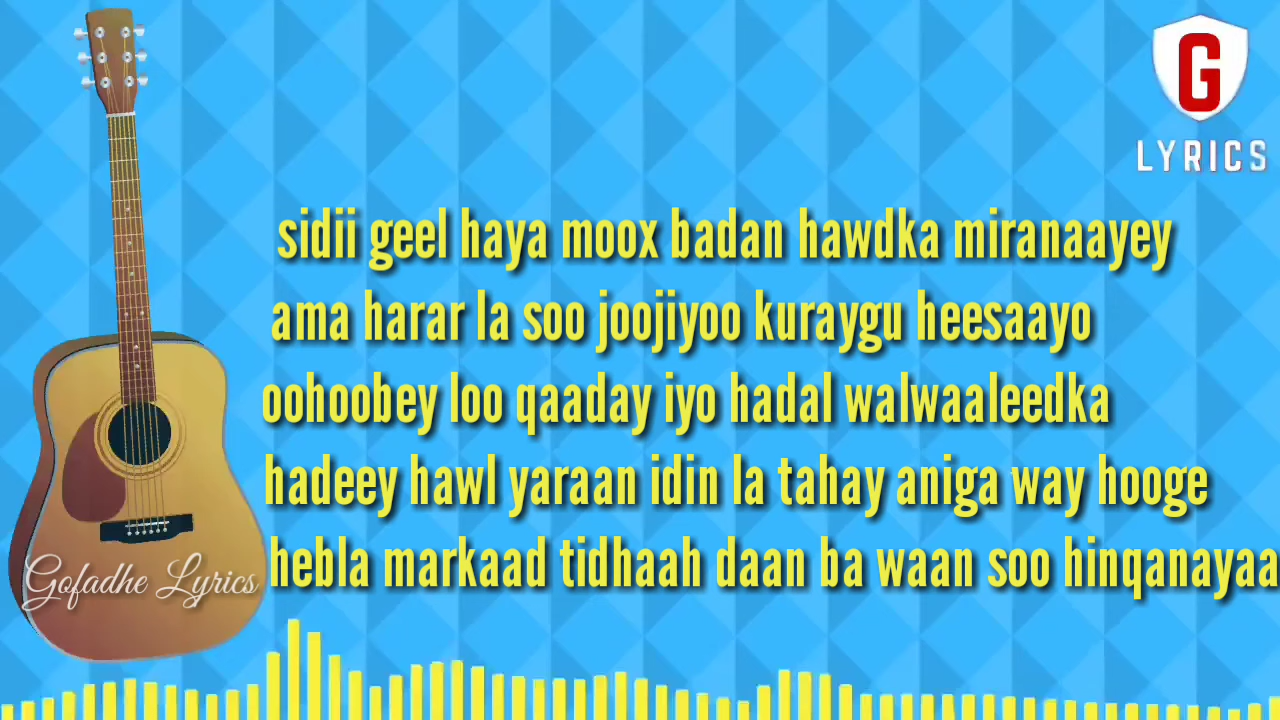 G
LYRICS
sidii geel haya moox badan hawdka miranaayey
ama harar la soo joojiyoo kuraygu heesaayo
oohoobey loo qaaday iyo hadal walwaaleedka
hadeey hawl yaraan idin la tahay aniga way hooge
hebla markaad tidhaah daan ba waan soo hinqanayaa
Gofadhe Lyrics